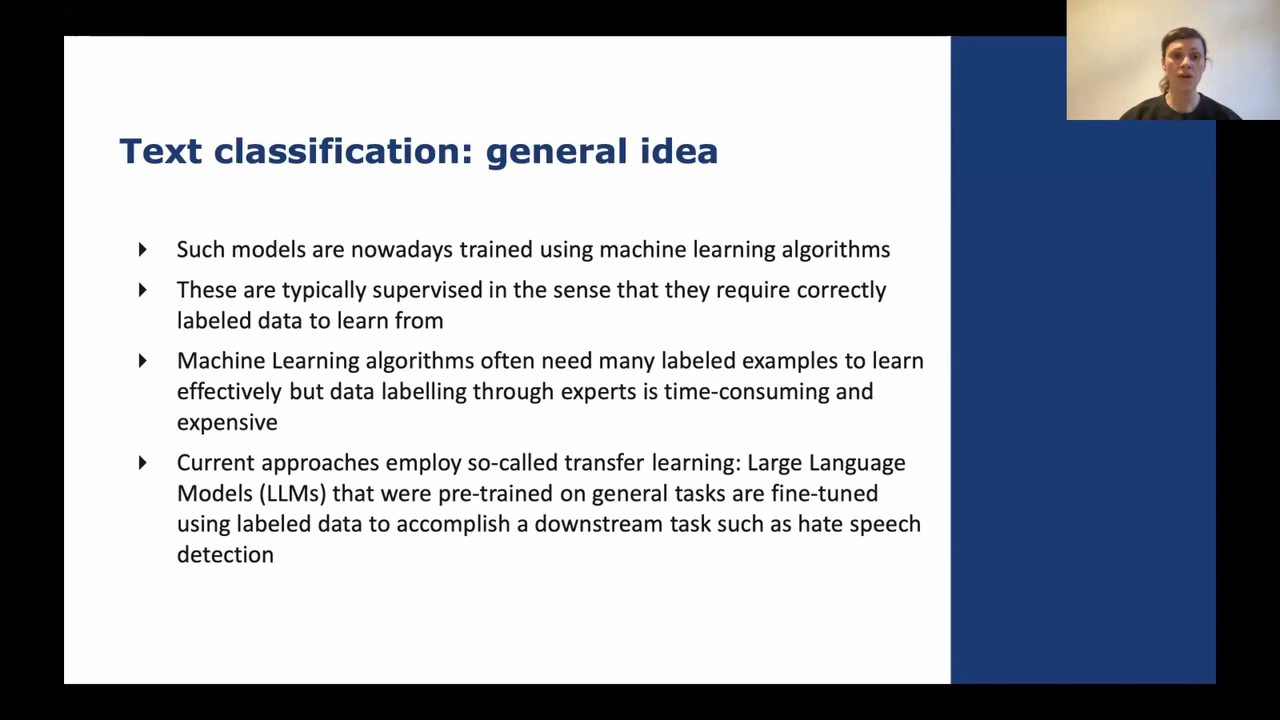 Text classification: general idea
Such models are nowadays trained using machine learning algorithms
These are typically supervised in the sense that they require correctly
labeled data to learn from
Machine Learning algorithms often need many labeled examples to learn
effectively but data labelling through experts is time-consuming and
expensive
Current approaches employ so-called transfer learning: Large Language
Models (LLMs) that were pre-trained on general tasks are fine-tuned
using labeled data to accomplish a downstream task such as hate speech
detection